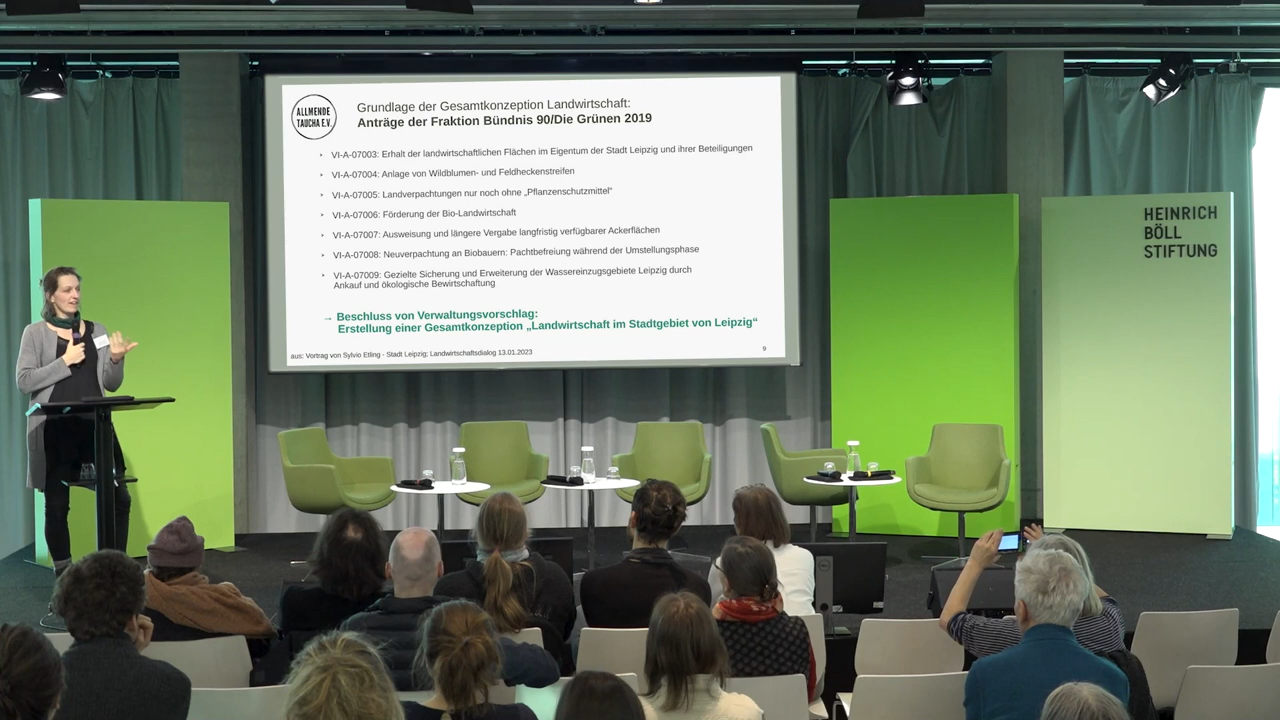 ALLMENDE
TAUCHA E.V.
Grundlage der Gesamtkonzeption Landwirtschaft:
Anträge der Fraktion Bündnis 90/Die Grünen 2019
VI-A-07003: Erhalt der landwirtschaftlichen Flächen im Eigentum der Stadt Leipzig und ihrer Beteiligungen
VI-A-07004: Anlage von Wildblumen- und Feldheckenstreifen
VI-A-07005: Landverpachtungen nur noch ohne „Pflanzenschutzmittel“
VI-A-07006: Förderung der Bio-Landwirtschaft
VI-A-07007: Ausweisung und längere Vergabe langfristig verfügbarer Ackerflächen
VI-A-07008: Neuverpachtung an Biobauern: Pachtbefreiung während der Umstellungsphase
VI-A-07009: Gezielte Sicherung und Erweiterung der Wassereinzugsgebiete Leipzig durch
Ankauf und ökologische Bewirtschaftung
→ Beschluss von Verwaltungsvorschlag:
Erstellung einer Gesamtkonzeption „Landwirtschaft im Stadtgebiet von Leipzig“
aus: Vortrag von Sylvio Etling - Stadt Leipzig; Landwirtschaftsdialog 13.01.2023
9
HEINRICH
BÖLL
STIFTUNG